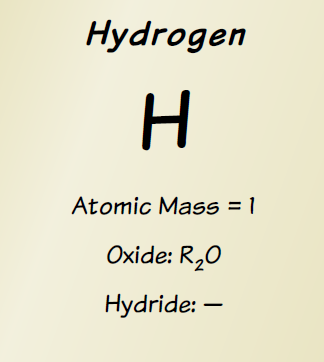 Hydrogen
H
Atomic Mass = 1
Oxide: R₂O
Hydride: —